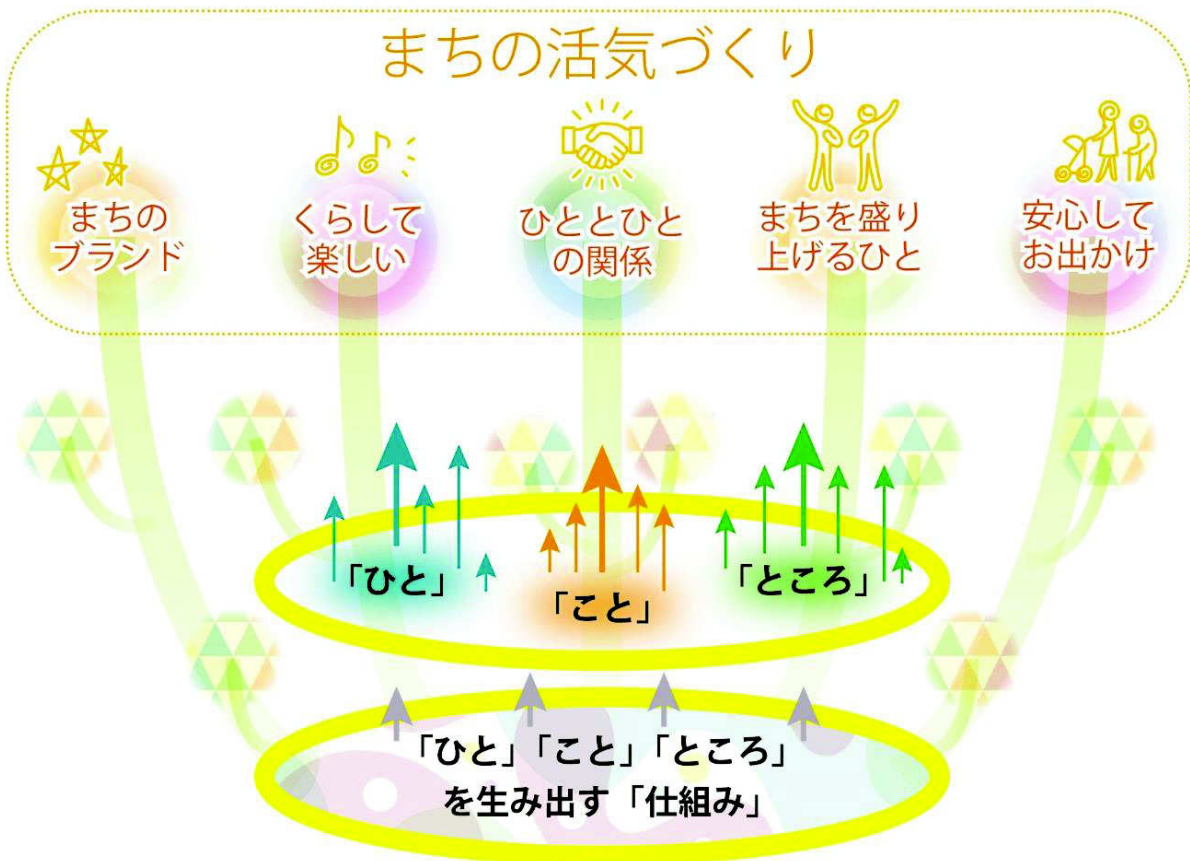 まちの活気づくり
まちの
ブランド
くらして
楽しい
ひととひと
の関係
まちを盛り
上げるひと
安心して
お出かけ
「ひと」
「こと」
「ところ」
「ひと」「こと」「ところ」
を生み出す「仕組み」